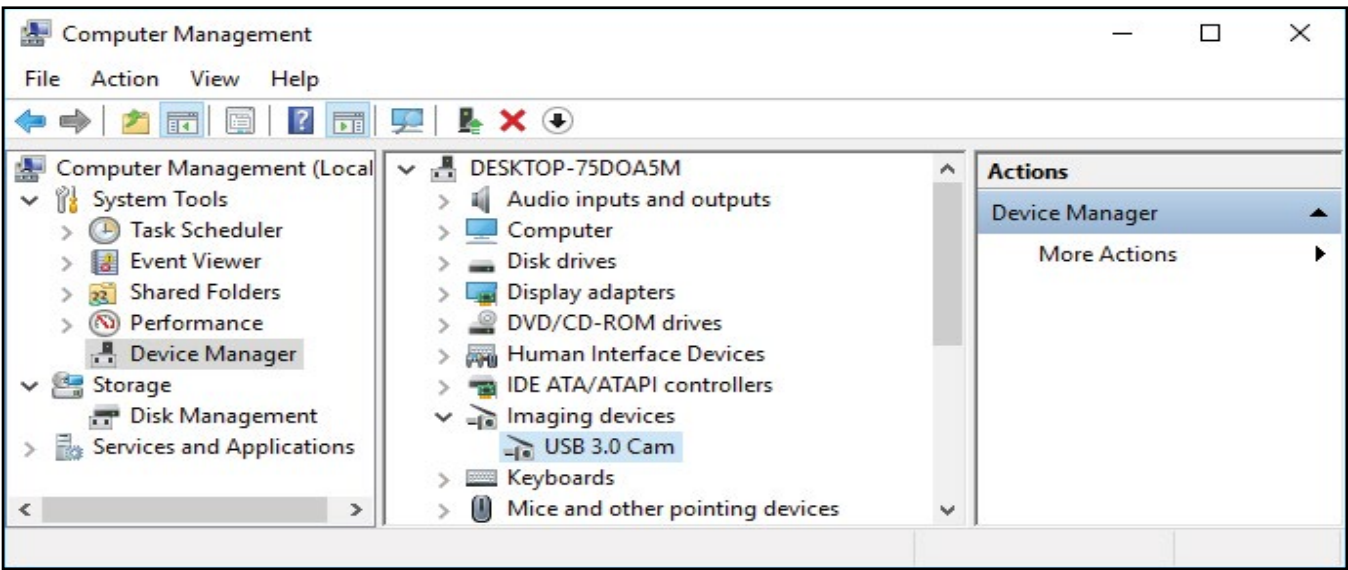 Computer Management
File Action View Help
Computer Management (Local
System Tools
Task Scheduler
Event Viewer
Shared Folders
Performance
Device Manager
Storage
Disk Management
Services and Applications
DESKTOP-75DOA5M
Audio inputs and outputs
Computer
Disk drives
Display adapters
DVD/CD-ROM drives
Human Interface Devices
IDE ATA/ATAPI controllers
Imaging devices
USB 3.0 Cam
Keyboards
Mice and other pointing devices
Actions
Device Manager
More Actions